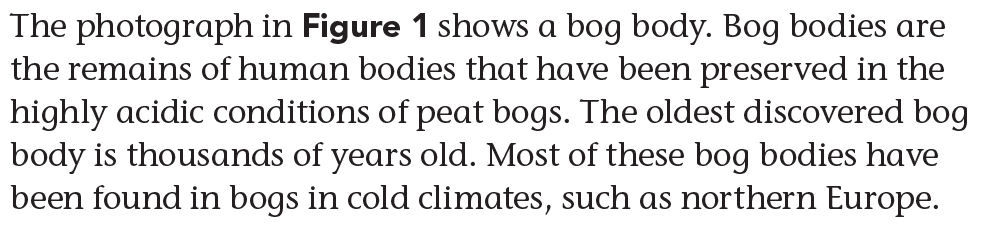 The photograph in Figure 1 shows a bog body. Bog bodies are
the remains of human bodies that have been preserved in the
highly acidic conditions of peat bogs. The oldest discovered bog
body is thousands of years old. Most of these bog bodies have
been found in bogs in cold climates, such as northern Europe.